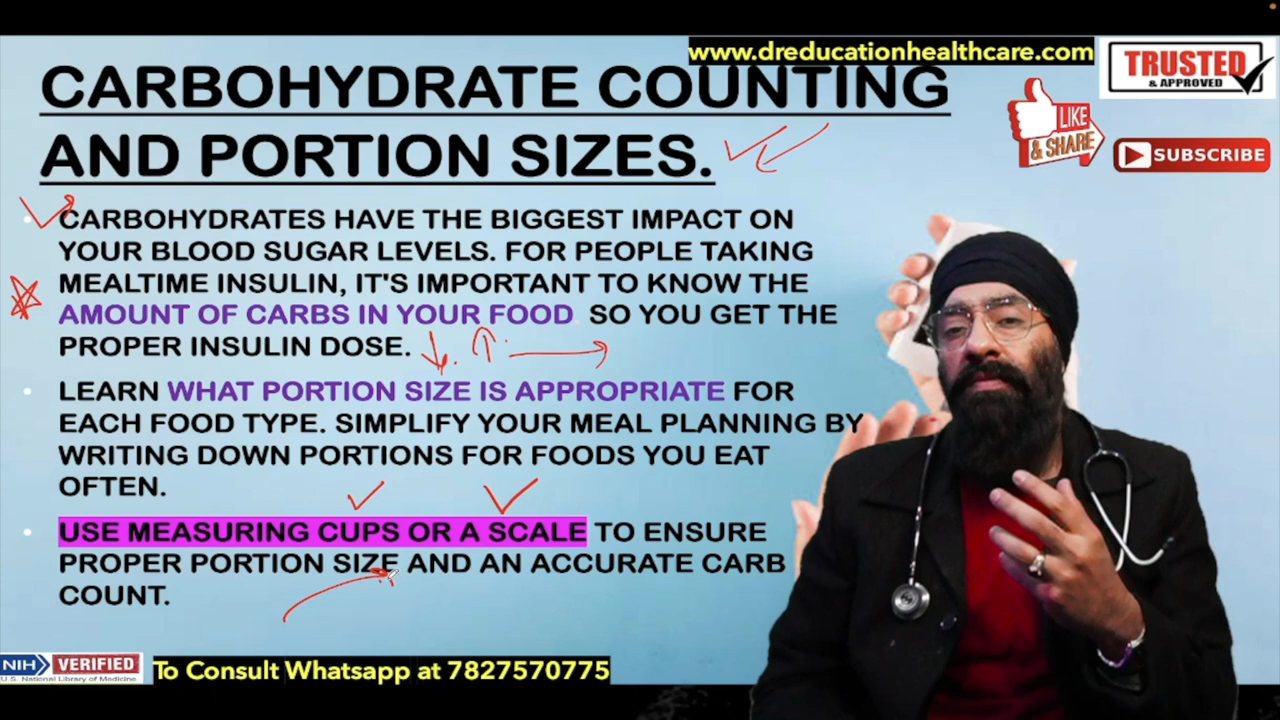 www.dreducationhealthcare.com
TRUSTED
& APPROVED
CARBOHYDRATE COUNTING
AND PORTION SIZES.
LIKE
& SHARE
SUBSCRIBE
CARBOHYDRATES HAVE THE BIGGEST IMPACT ON
YOUR BLOOD SUGAR LEVELS. FOR PEOPLE TAKING
MEALTIME INSULIN, IT'S IMPORTANT TO KNOW THE
AMOUNT OF CARBS IN YOUR FOOD SO YOU GET THE
PROPER INSULIN DOSE.
LEARN WHAT PORTION SIZE IS APPROPRIATE FOR
EACH FOOD TYPE. SIMPLIFY YOUR MEAL PLANNING BY
WRITING DOWN PORTIONS FOR FOODS YOU EAT
OFTEN.
USE MEASURING CUPS OR A SCALE TO ENSURE
PROPER PORTION SIZE AND AN ACCURATE CARB
COUNT.
NIH VERIFIED
U.S. National Library of Medicine
To Consult Whatsapp at 7827570775